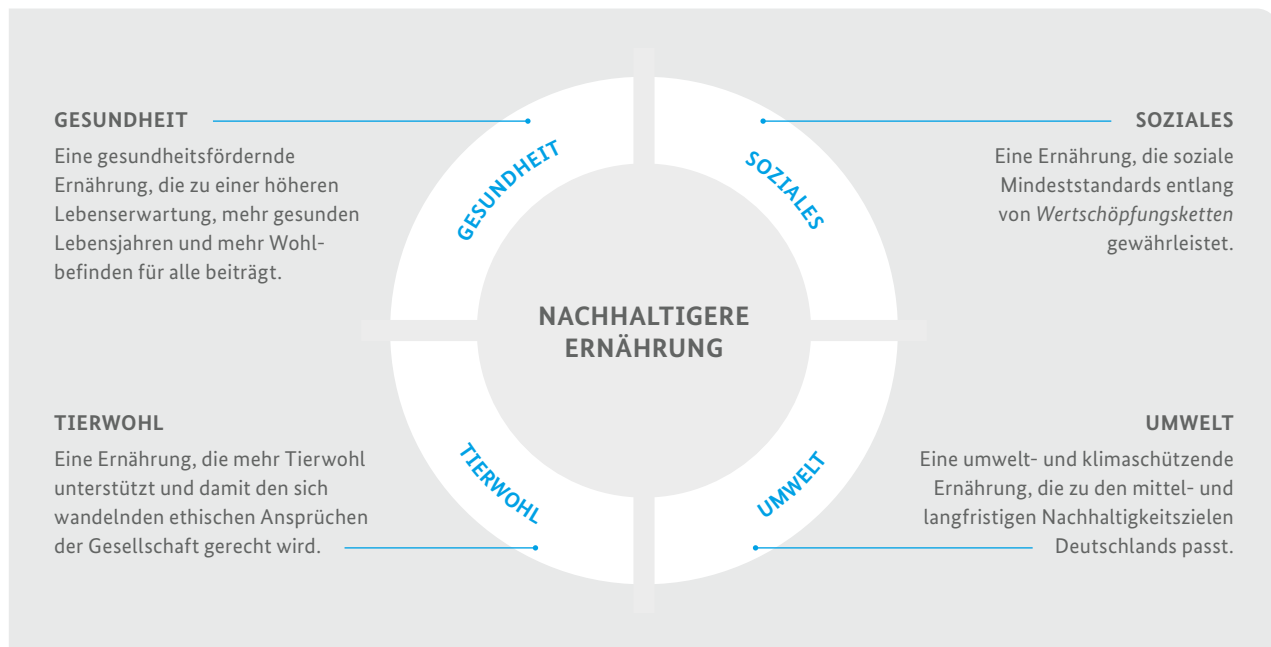 GESUNDHEIT
Eine gesundheitsfördernde
Ernährung, die zu einer höheren
Lebenserwartung, mehr gesunden
Lebensjahren und mehr Wohl-
befinden für alle beiträgt.
SOZIALES
Eine Ernährung, die soziale
Mindeststandards entlang
von Wertschöpfungsketten
gewährleistet.
GESUNDHEIT
SOZIALES
NACHHALTIGERE
ERNÄHRUNG
TIERWOHL
UMWELT
TIERWOHL
Eine Ernährung, die mehr Tierwohl
unterstützt und damit den sich
wandelnden ethischen Ansprüchen
der Gesellschaft gerecht wird.
UMWELT
Eine umwelt- und klimaschützende
Ernährung, die zu den mittel- und
langfristigen Nachhaltigkeitszielen
Deutschlands passt.